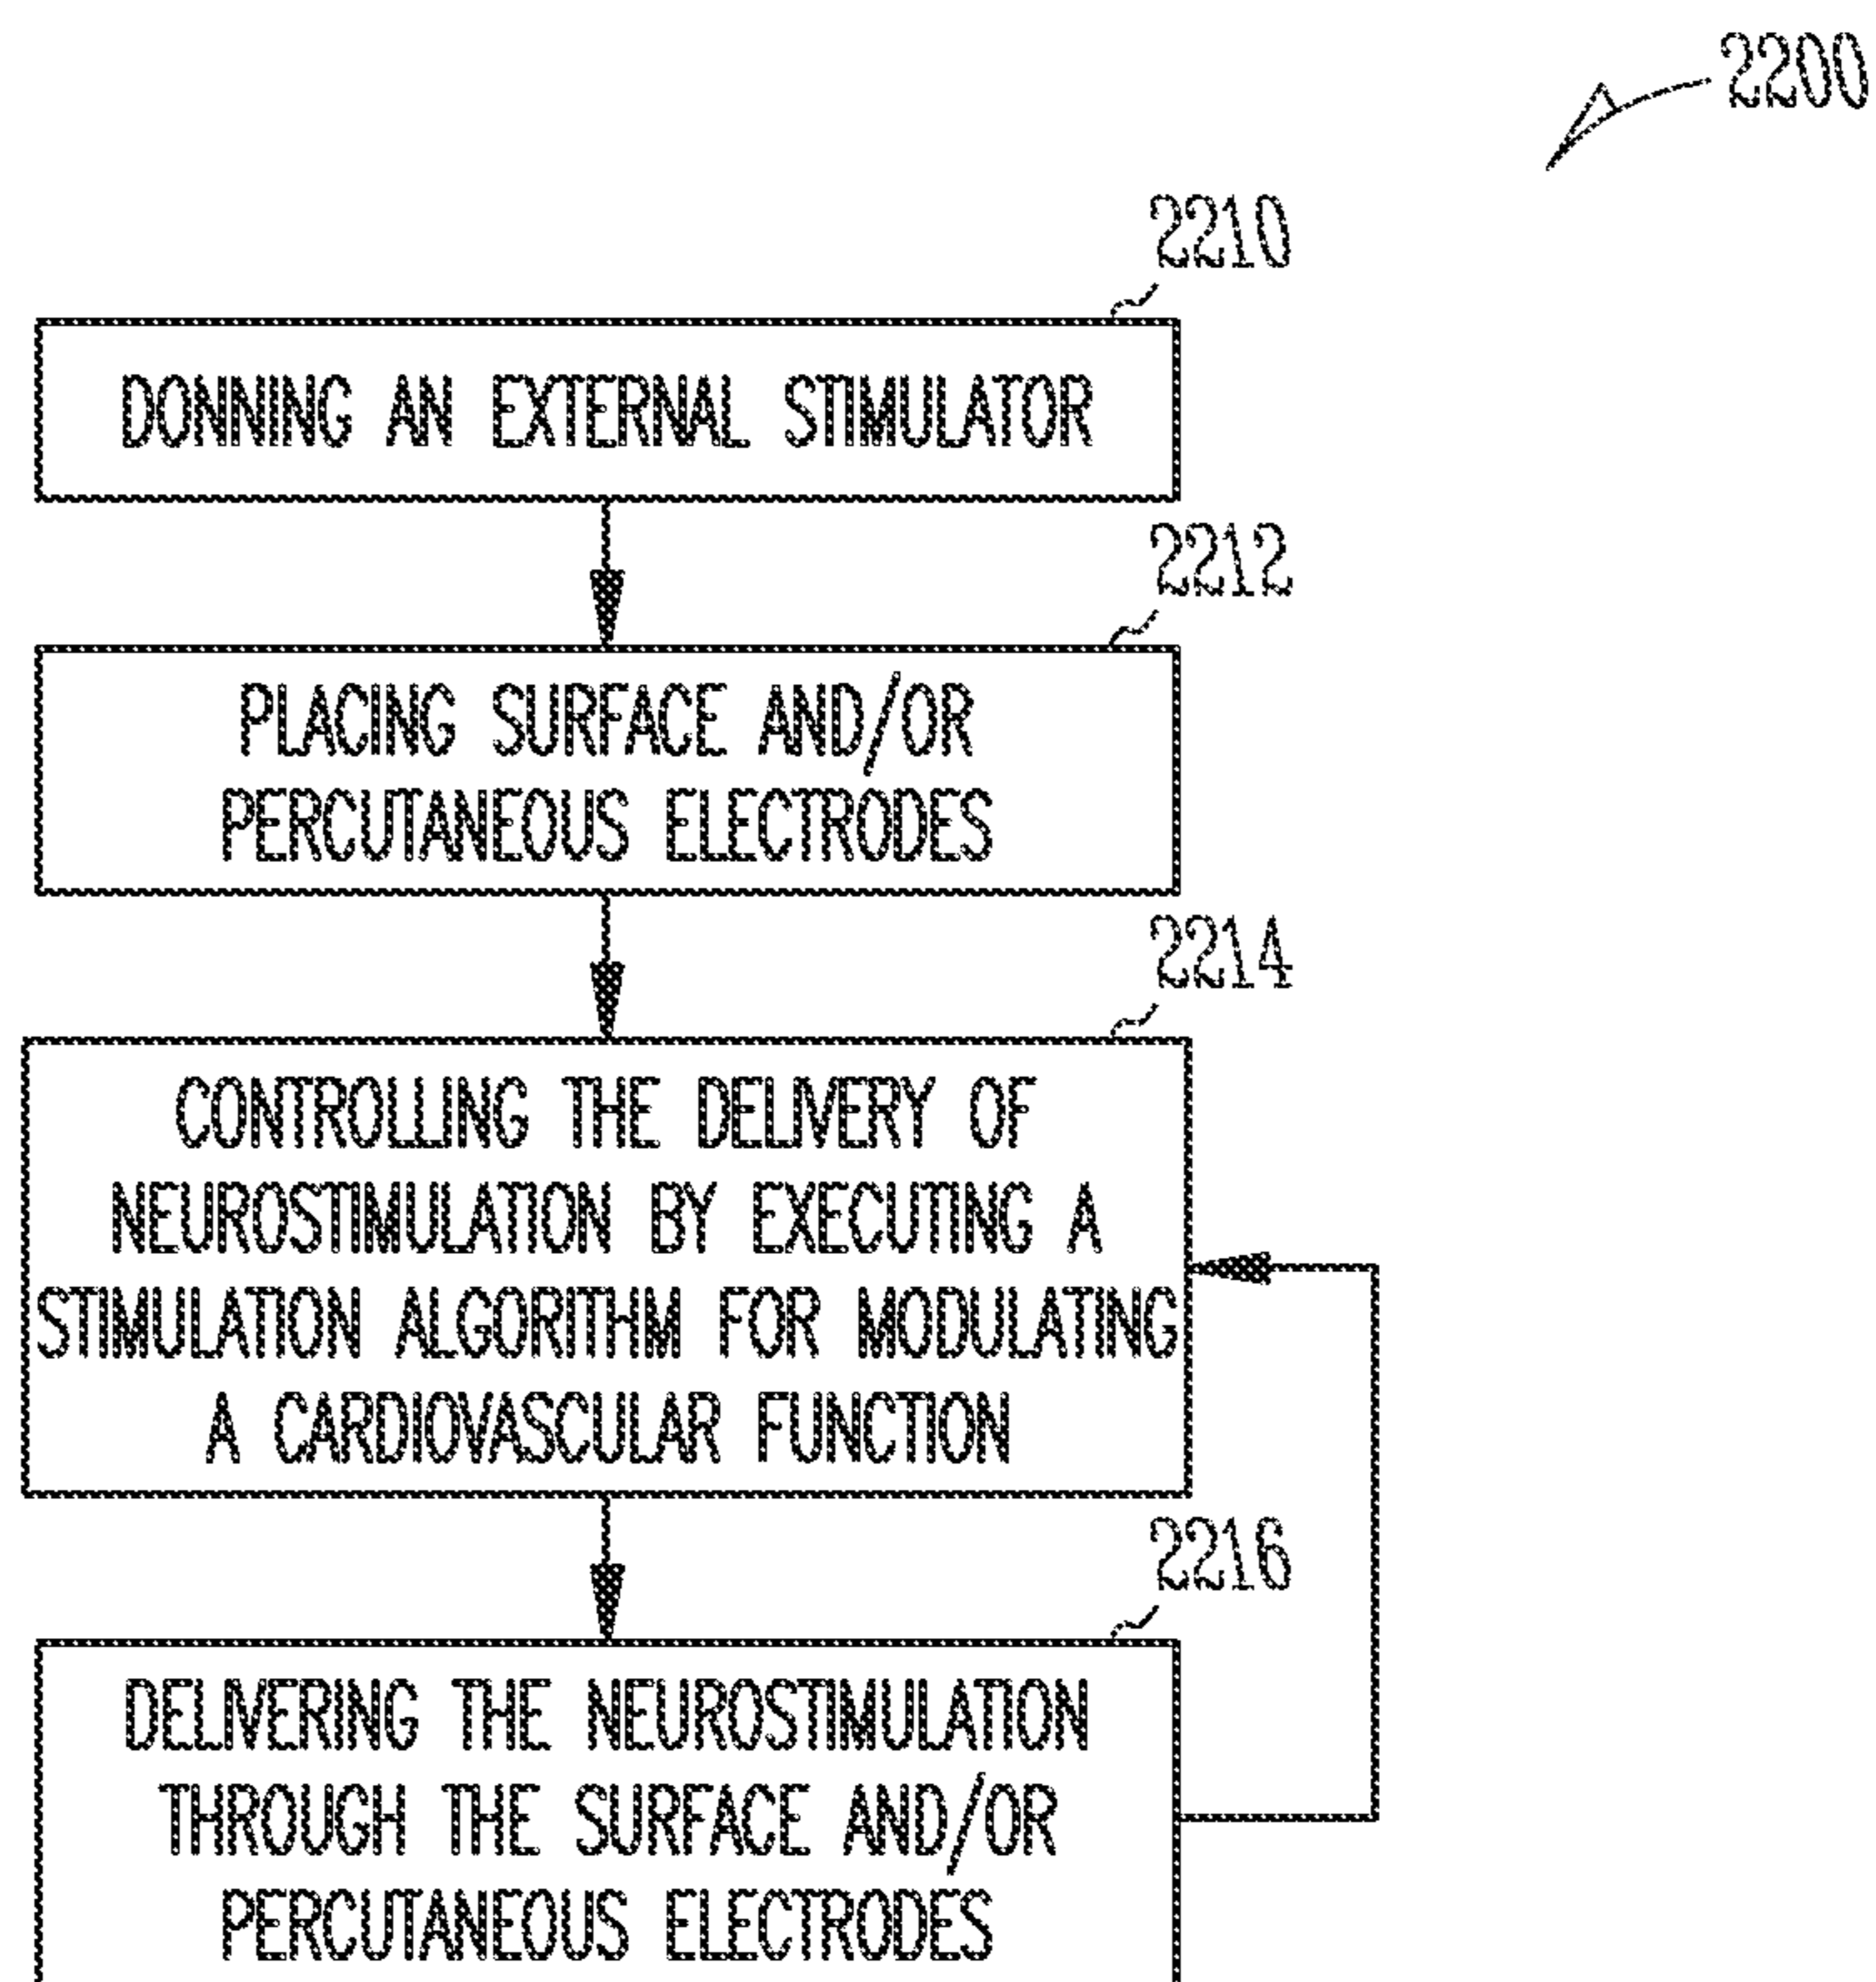 2200
2210
DONNING AN EXTERNAL STIMULATOR
2212
PLACING SURFACE AND/OR
PERCUTANEOUS ELECTRODES
2214
CONTROLLING THE DELIVERY OF
NEUROSTIMULATION BY EXECUTING A
STIMULATION ALGORITHM FOR MODULATING
A CARDIOVASCULAR FUNCTION
2216
DELIVERING THE NEUROSTIMULATION
THROUGH THE SURFACE AND/OR
PERCUTANEOUS ELECTRODES